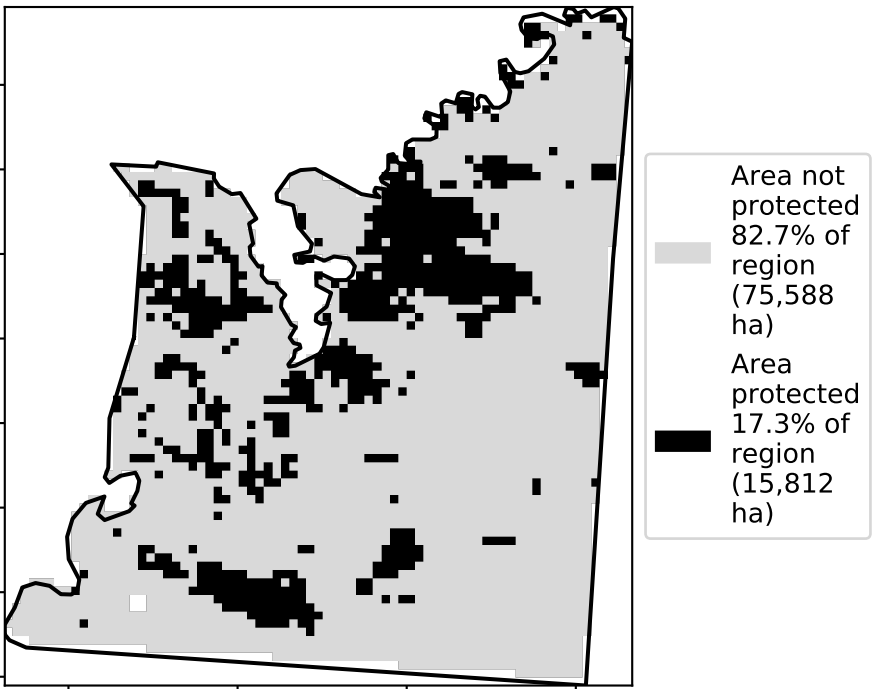 Area not
protected
82.7% of
region
(75,588
ha)
Area
protected
17.3% of
region
(15,812
ha)